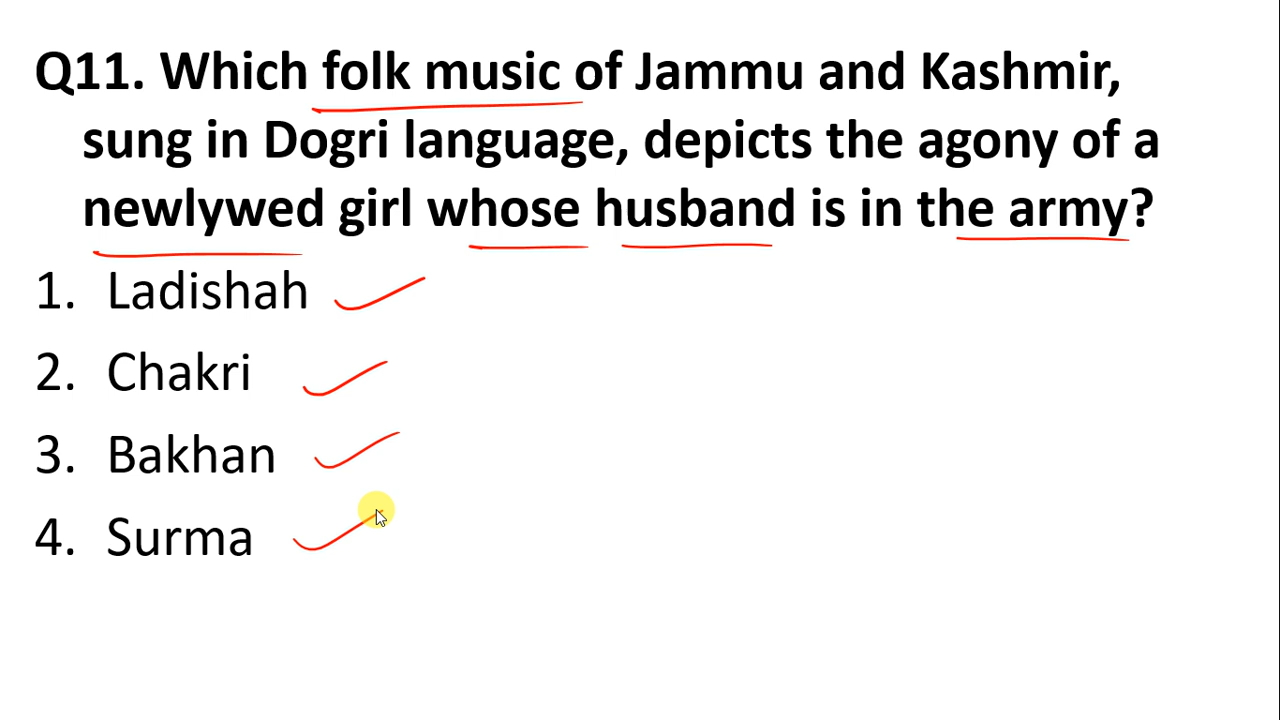 Q11. Which folk music of Jammu and Kashmir,
sung in Dogri language, depicts the agony of a
newlywed girl whose husband is in the army?
1. Ladishah
2. Chakri
3. Bakhan
4. Surma